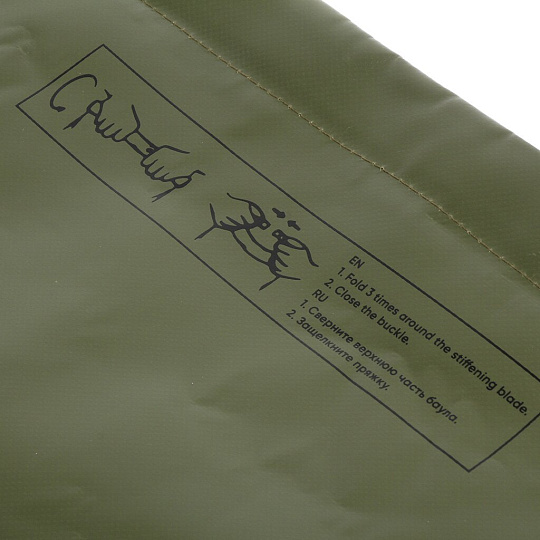 EN
1. Fold 3 times around the stiffening blade.
2. Close the buckle.
RU
1. Сверните верхнюю часть баула.
2. Защелкните пряжку.